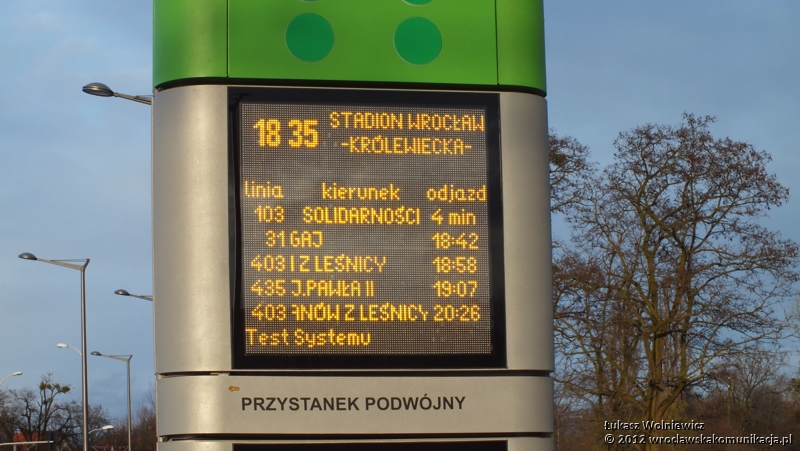 18 35 STADION WROCŁAW
-KRÓLEWIECKA-
linia kierunek odjazd
103 SOLIDARNOŚCI 4 min
31 GAJ 18:42
403 I Z LEŚNICY 18:58
435 J.PAWŁA II 19:07
403 NÓW Z LEŚNICY 20:26
Test Systemu
PRZYSTANEK PODWÓJNY
Łukasz Wolniewicz
© 2012 wroclawskakomunikacja.pl